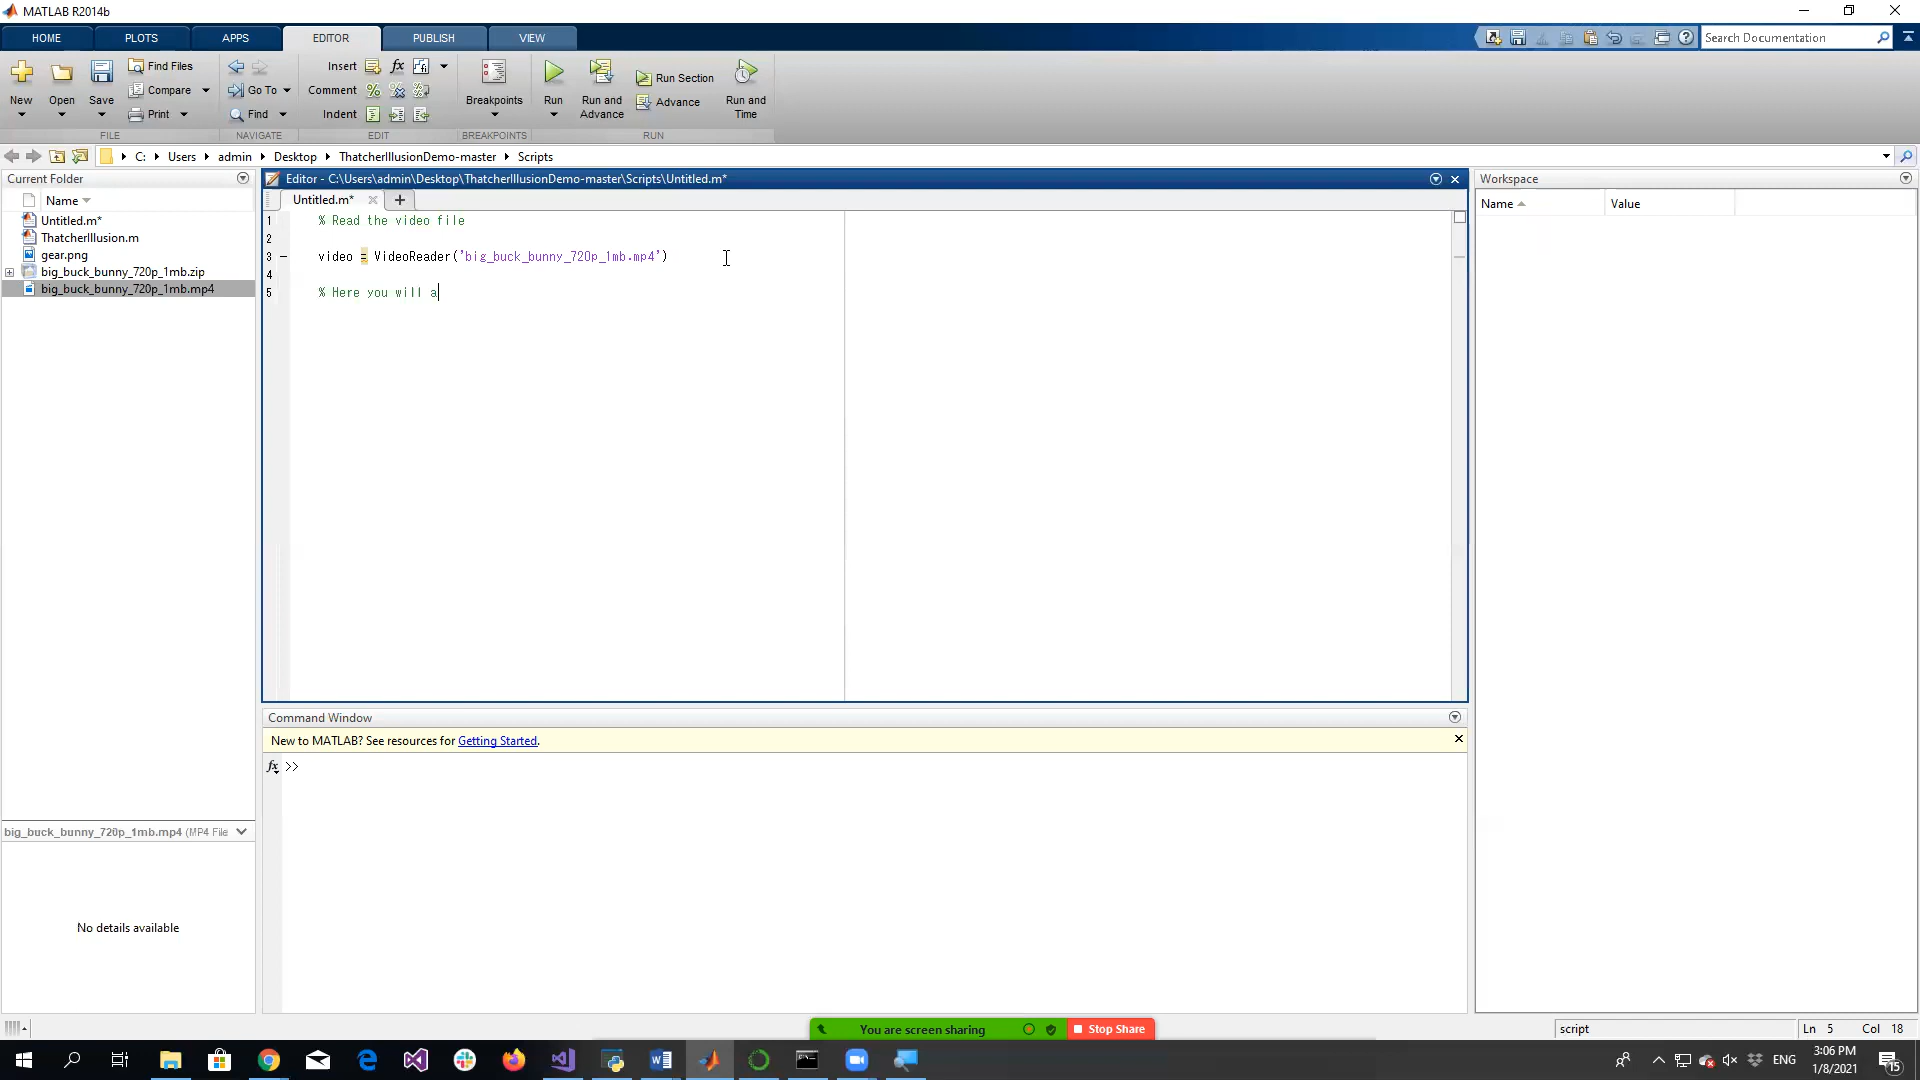 MATLAB R2014b
HOME PLOTS APPS EDITOR PUBLISH VIEW
Search Documentation
New Open Save Find Files Compare Print
Go To Find
Insert fx Comment Indent
Breakpoints Run Run and Advance Run Section Advance Run and Time
FILE NAVIGATE EDIT BREAKPOINTS RUN
C: Users admin Desktop ThatcherIllusionDemo-master Scripts
Current Folder
Name
Untitled.m*
ThatcherIllusion.m
gear.png
big_buck_bunny_720p_1mb.zip
big_buck_bunny_720p_1mb.mp4
big_buck_bunny_720p_1mb.mp4 (MP4 File
No details available
Editor - C:\Users\admin\Desktop\ThatcherIllusionDemo-master\Scripts\Untitled.m*
Untitled.m* +
1 % Read the video file
2
3 – video = VideoReader('big_buck_bunny_720p_1mb.mp4')
4
5 % Here you will a
Command Window
New to MATLAB? See resources for Getting Started.
fx >>
Workspace
Name Value
You are screen sharing Stop Share
script Ln 5 Col 18
ENG 3:06 PM
1/8/2021
15